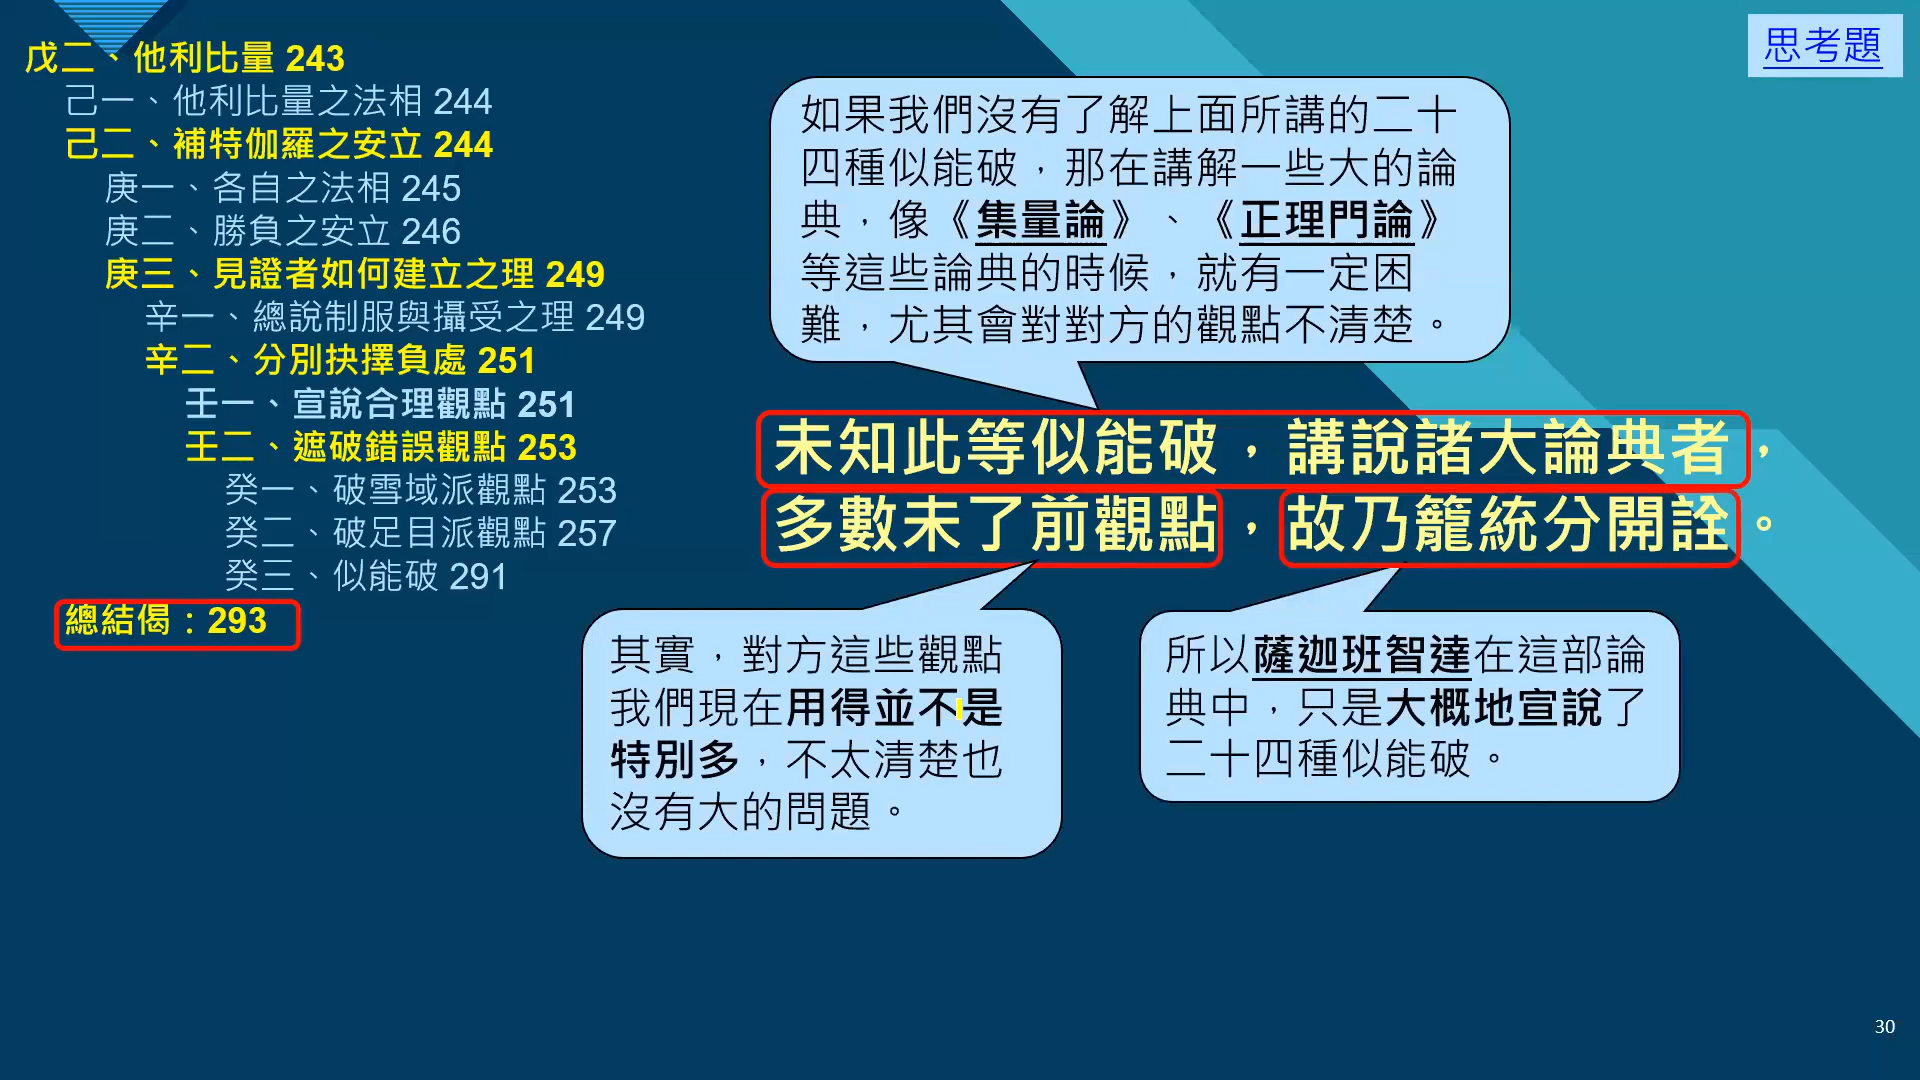 戊二、他利比量 243
己一、他利比量之法相 244
己二、補特伽羅之安立 244
庚一、各自之法相 245
庚二、勝負之安立 246
庚三、見證者如何建立之理 249
辛一、總說制服與攝受之理 249
辛二、分別抉擇負處 251
壬一、宣說合理觀點 251
壬二、遮破錯誤觀點 253
癸一、破雪域派觀點 253
癸二、破足目派觀點 257
癸三、似能破 291
總結偈：293
思考題
如果我們沒有了解上面所講的二十
四種似能破，那在講解一些大的論
典，像《集量論》、《正理門論》
等這些論典的時候，就有一定困
難，尤其會對對方的觀點不清楚。
未知此等似能破，講說諸大論典者，
多數未了前觀點，故乃籠統分開詮。
其實，對方這些觀點
我們現在用得並不是
特別多，不太清楚也
沒有大的問題。
所以薩迦班智達在這部論
典中，只是大概地宣說了
二十四種似能破。
30